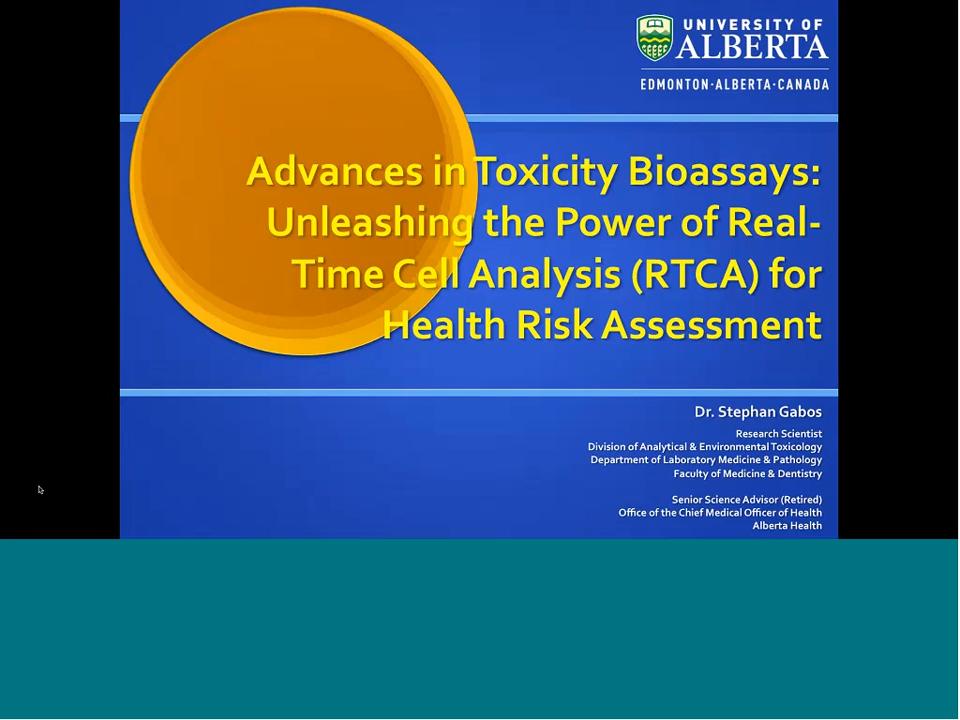 UNIVERSITY OF
ALBERTA
EDMONTON·ALBERTA·CANADA
Advances in Toxicity Bioassays:
Unleashing the Power of Real-
Time Cell Analysis (RTCA) for
Health Risk Assessment
Dr. Stephan Gabos
Research Scientist
Division of Analytical & Environmental Toxicology
Department of Laboratory Medicine & Pathology
Faculty of Medicine & Dentistry
Senior Science Advisor (Retired)
Office of the Chief Medical Officer of Health
Alberta Health